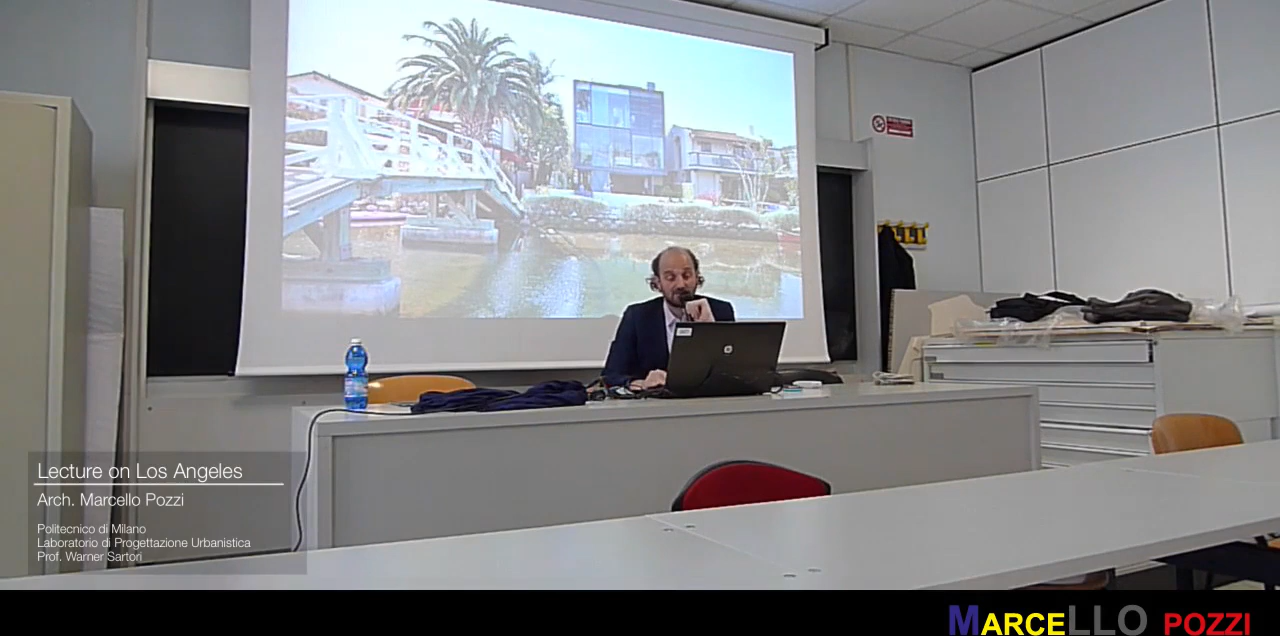 Lecture on Los Angeles
Arch. Marcello Pozzi
Politecnico di Milano
Laboratorio di Progettazione Urbanistica
Prof. Warner Sartori
MARCELLO POZZI